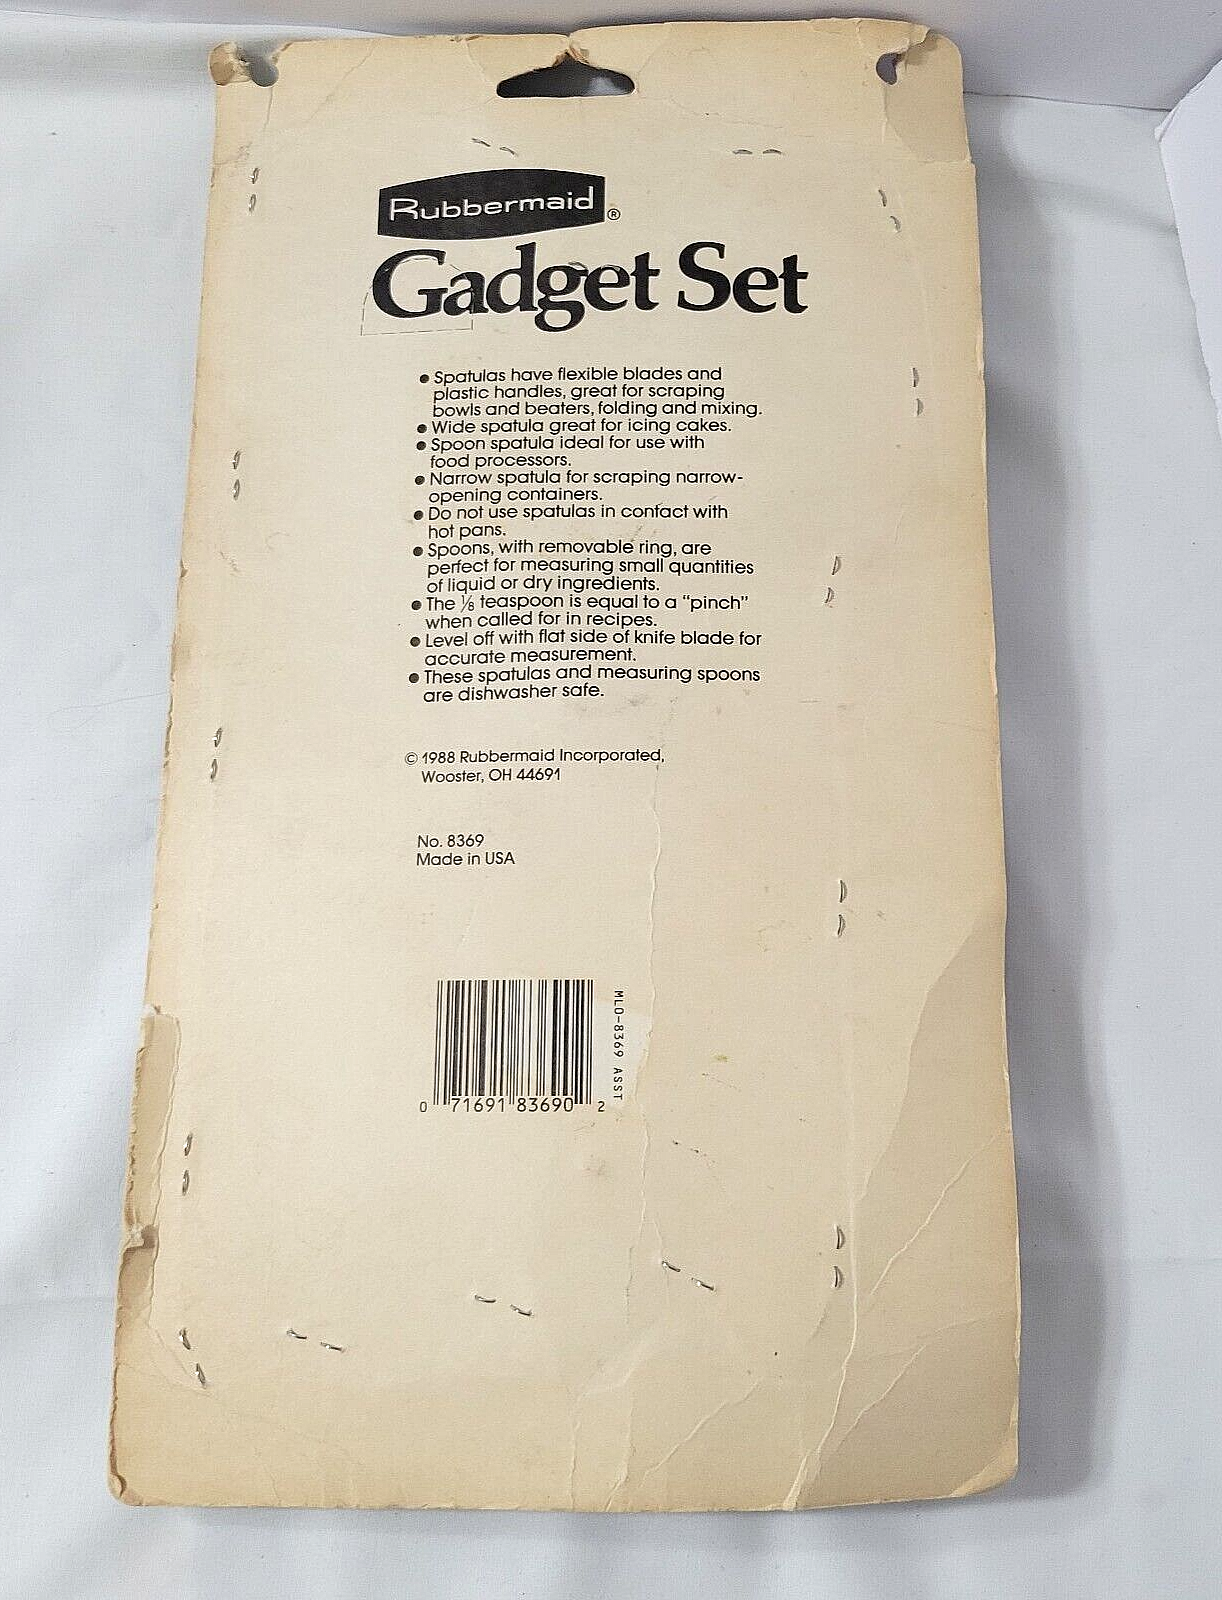 Rubbermaid®
Gadget Set
• Spatulas have flexible blades and
plastic handles, great for scraping
bowls and beaters, folding and mixing.
• Wide spatula great for icing cakes.
• Spoon spatula ideal for use with
food processors.
• Narrow spatula for scraping narrow-
opening containers.
• Do not use spatulas in contact with
hot pans.
• Spoons, with removable ring, are
perfect for measuring small quantities
of liquid or dry ingredients.
• The ⅛ teaspoon is equal to a “pinch”
when called for in recipes.
• Level off with flat side of knife blade for
accurate measurement.
• These spatulas and measuring spoons
are dishwasher safe.
© 1988 Rubbermaid Incorporated,
Wooster, OH 44691
No. 8369
Made in USA
0 71691 83690 2
MLD-8369 ASST